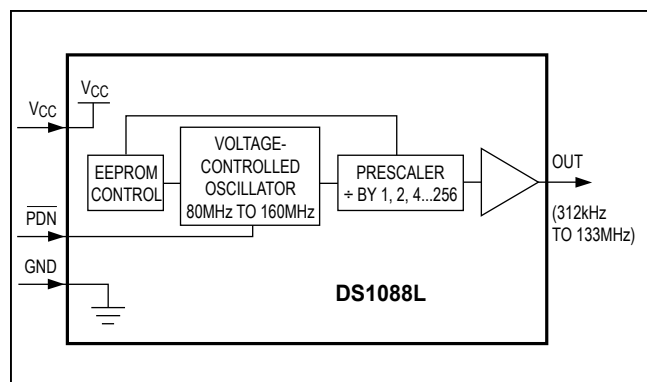 VCC
VCC
EEPROM
CONTROL
VOLTAGE-
CONTROLLED
OSCILLATOR
80MHz TO 160MHz
PRESCALER
÷ BY 1, 2, 4...256
OUT
(312kHz
TO 133MHz)
PDN
GND
DS1088L